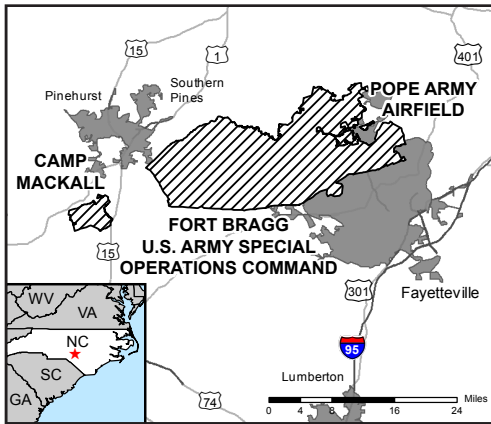 15
1
401
Southern
Pines
Pinehurst
POPE ARMY
AIRFIELD
CAMP
MACKALL
FORT BRAGG
U.S. ARMY SPECIAL
OPERATIONS COMMAND
15
301
Fayetteville
WV
VA
NC
SC
GA
95
Lumberton
74
Miles
0 4 8 16 24